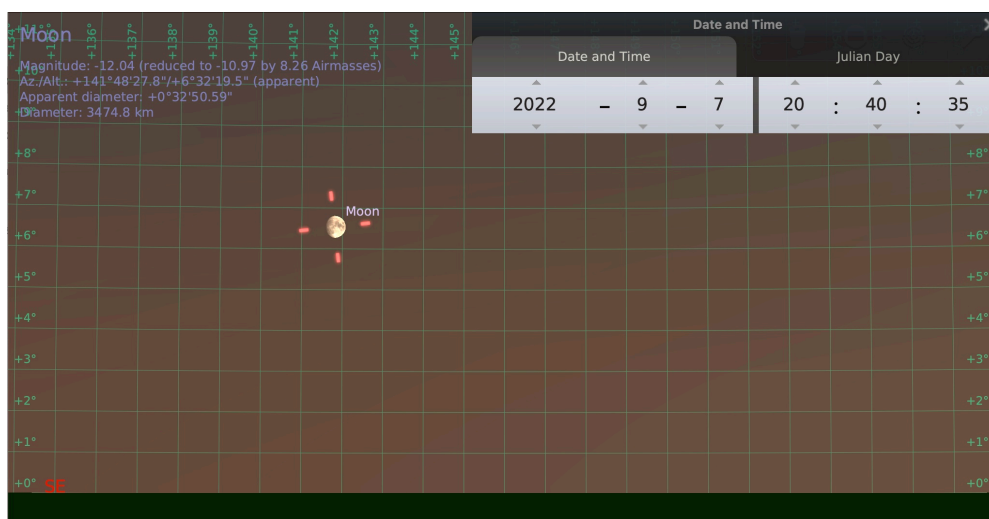 Moon
Magnitude: -12.04 (reduced to -10.97 by 8.26 Airmasses)
Az./Alt.: +141°48'27.8"/+6°32'19.5" (apparent)
Apparent diameter: +0°32'50.59"
Diameter: 3474.8 km
+134° +136° +137° +138° +139° +140° +141° +142° +143° +144° +145°
Date and Time
Date and Time Julian Day
2022 – 9 – 7 20 : 40 : 35
+8° +8°
+7° +7°
Moon
+6° +6°
+5° +5°
+4° +4°
+3° +3°
+2° +2°
+1° +1°
+0° SE +0°